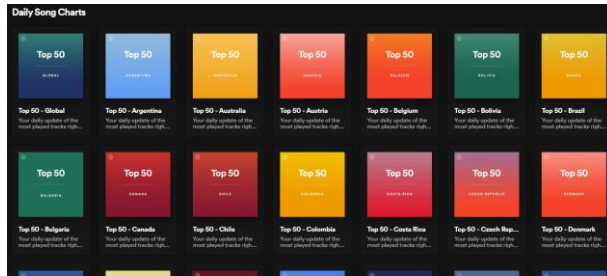 Daily Song Charts
Top 50 Top 50 Top 50 Top 50 Top 50 Top 50 Top 50
GLOBAL ARGENTINA AUSTRALIA AUSTRIA BELGIUM BOLIVIA BRAZIL
Top 50 - Global Top 50 - Argentina Top 50 - Australia Top 50 - Austria Top 50 - Belgium Top 50 - Bolivia Top 50 - Brazil
Your daily update of the Your daily update of the Your daily update of the Your daily update of the Your daily update of the Your daily update of the Your daily update of the
most played tracks righ... most played tracks righ... most played tracks righ... most played tracks righ... most played tracks righ... most played tracks righ... most played tracks righ...
Top 50 Top 50 Top 50 Top 50 Top 50 Top 50 Top 50
BULGARIA CANADA CHILE COLOMBIA COSTA RICA CZECH REPUBLIC DENMARK
Top 50 - Bulgaria Top 50 - Canada Top 50 - Chile Top 50 - Colombia Top 50 - Costa Rica Top 50 - Czech Rep... Top 50 - Denmark
Your daily update of the Your daily update of the Your daily update of the Your daily update of the Your daily update of the Your daily update of the Your daily update of the
most played tracks righ... most played tracks righ... most played tracks righ... most played tracks righ... most played tracks righ... most played tracks righ... most played tracks righ...